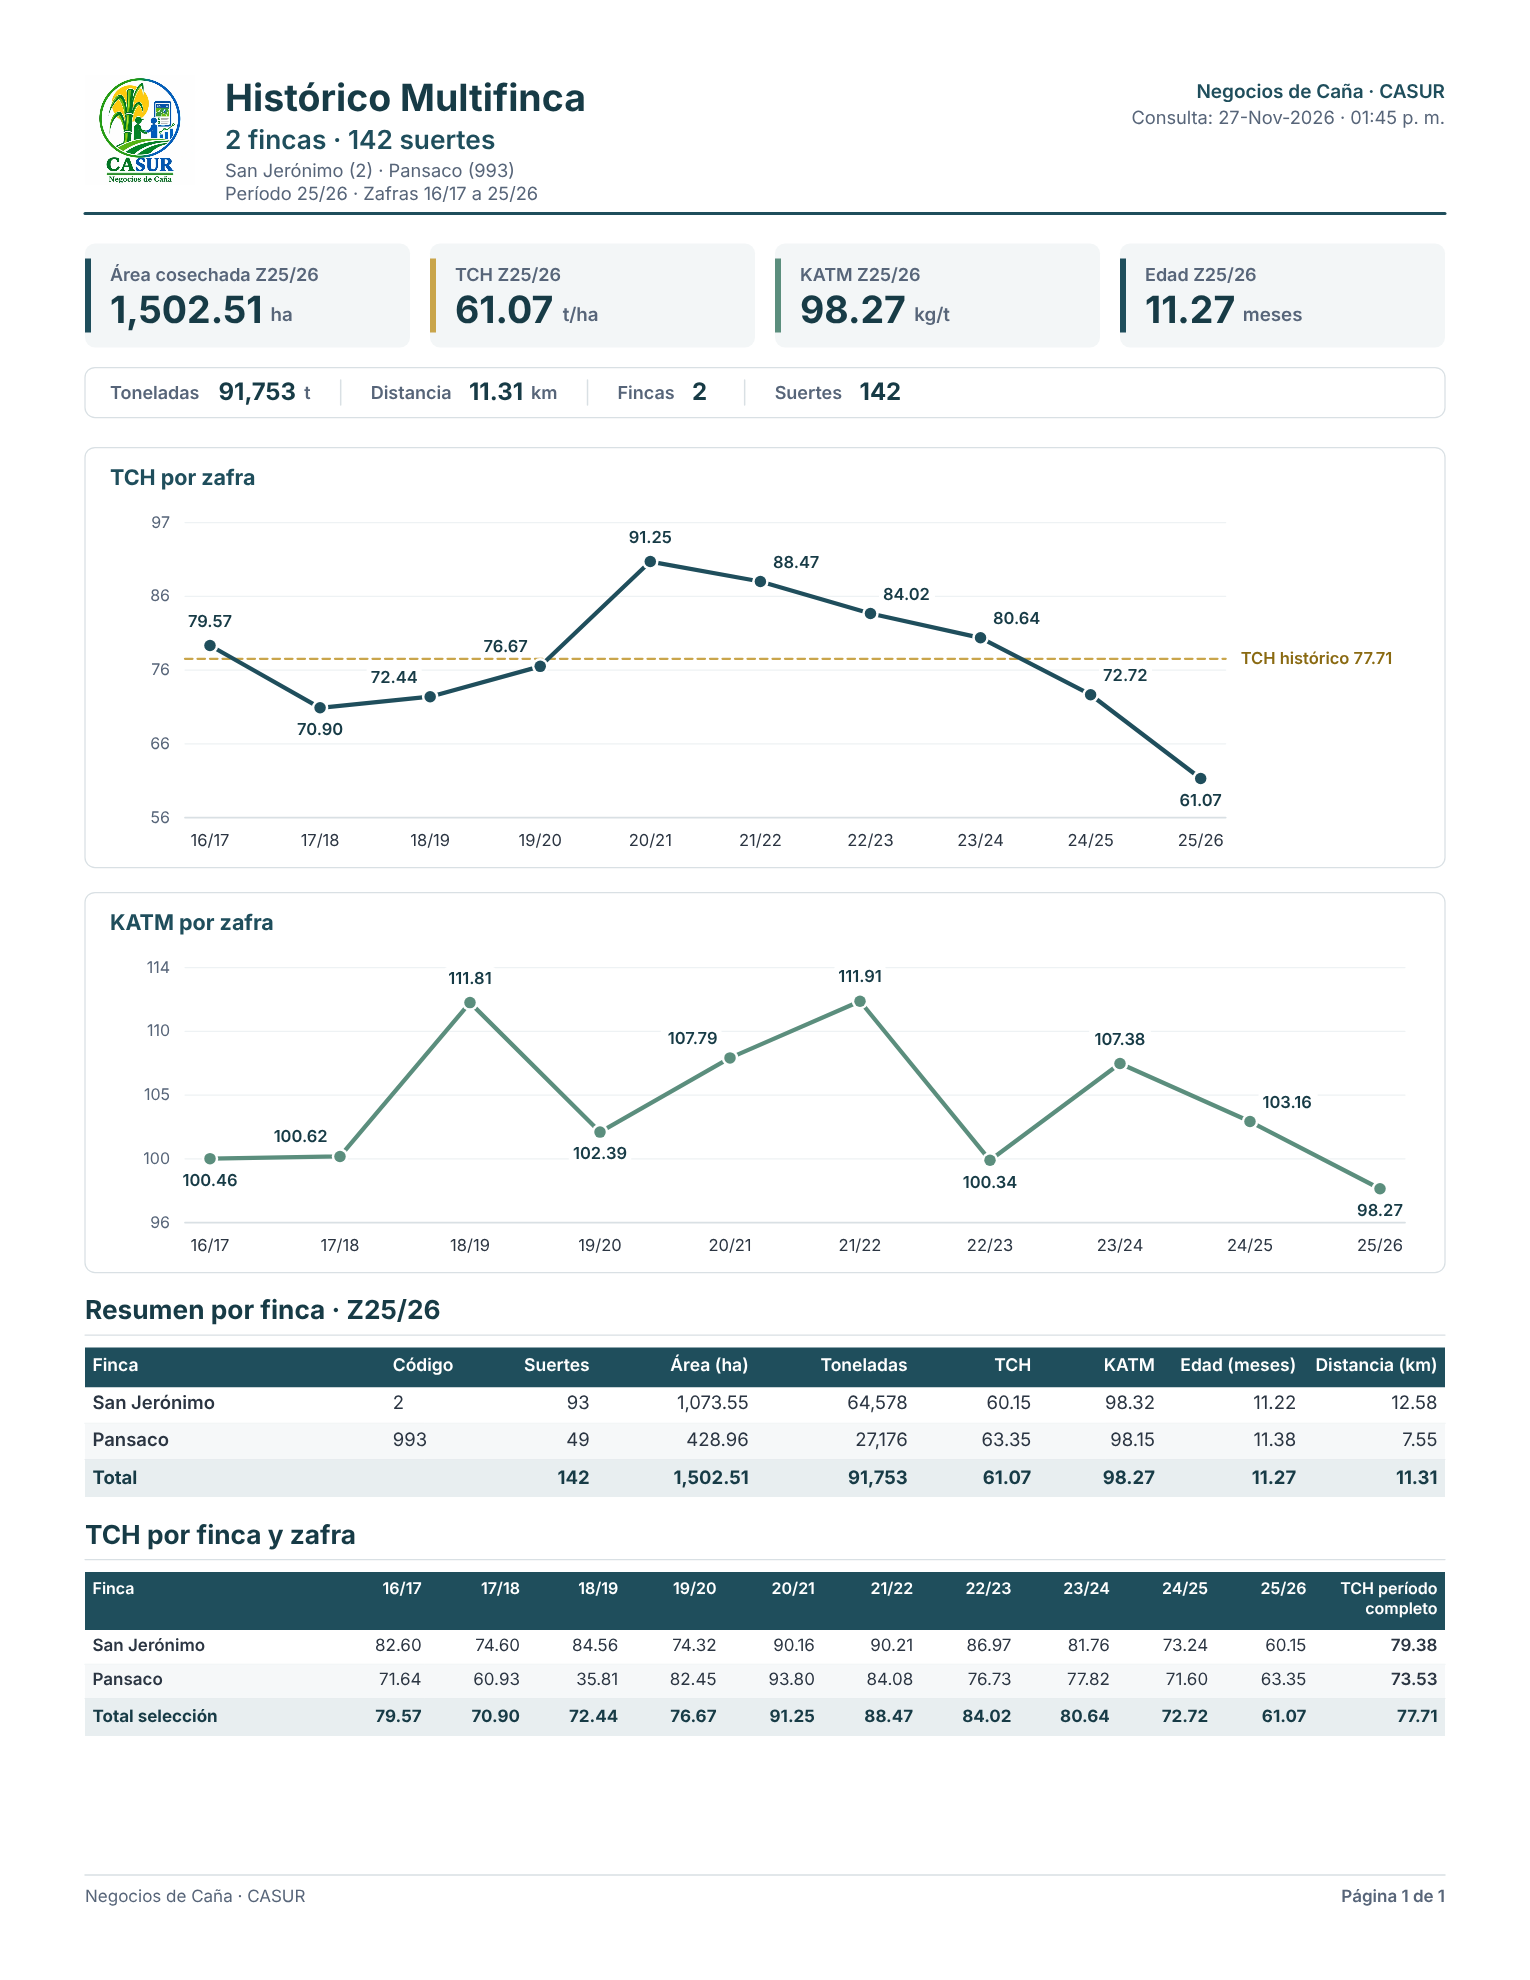 CASUR
Negocios de Caña
Histórico Multifinca
2 fincas · 142 suertes
San Jerónimo (2) · Pansaco (993)
Período 25/26 · Zafras 16/17 a 25/26
Negocios de Caña · CASUR
Consulta: 27-Nov-2026 · 01:45 p. m.
Área cosechada Z25/26
1,502.51 ha
TCH Z25/26
61.07 t/ha
KATM Z25/26
98.27 kg/t
Edad Z25/26
11.27 meses
Toneladas 91,753 t Distancia 11.31 km Fincas 2 Suertes 142
TCH por zafra
97
91.25
88.47
86
84.02
79.57
80.64
76.67
TCH histórico 77.71
76
72.44
72.72
70.90
66
61.07
56
16/17 17/18 18/19 19/20 20/21 21/22 22/23 23/24 24/25 25/26
KATM por zafra
114
111.81
111.91
110
107.79
107.38
105
103.16
100.62
102.39
100
100.46
100.34
98.27
96
16/17 17/18 18/19 19/20 20/21 21/22 22/23 23/24 24/25 25/26
Resumen por finca · Z25/26
Finca Código Suertes Área (ha) Toneladas TCH KATM Edad (meses) Distancia (km)
San Jerónimo 2 93 1,073.55 64,578 60.15 98.32 11.22 12.58
Pansaco 993 49 428.96 27,176 63.35 98.15 11.38 7.55
Total 142 1,502.51 91,753 61.07 98.27 11.27 11.31
TCH por finca y zafra
Finca 16/17 17/18 18/19 19/20 20/21 21/22 22/23 23/24 24/25 25/26 TCH período
completo
San Jerónimo 82.60 74.60 84.56 74.32 90.16 90.21 86.97 81.76 73.24 60.15 79.38
Pansaco 71.64 60.93 35.81 82.45 93.80 84.08 76.73 77.82 71.60 63.35 73.53
Total selección 79.57 70.90 72.44 76.67 91.25 88.47 84.02 80.64 72.72 61.07 77.71
Negocios de Caña · CASUR
Página 1 de 1